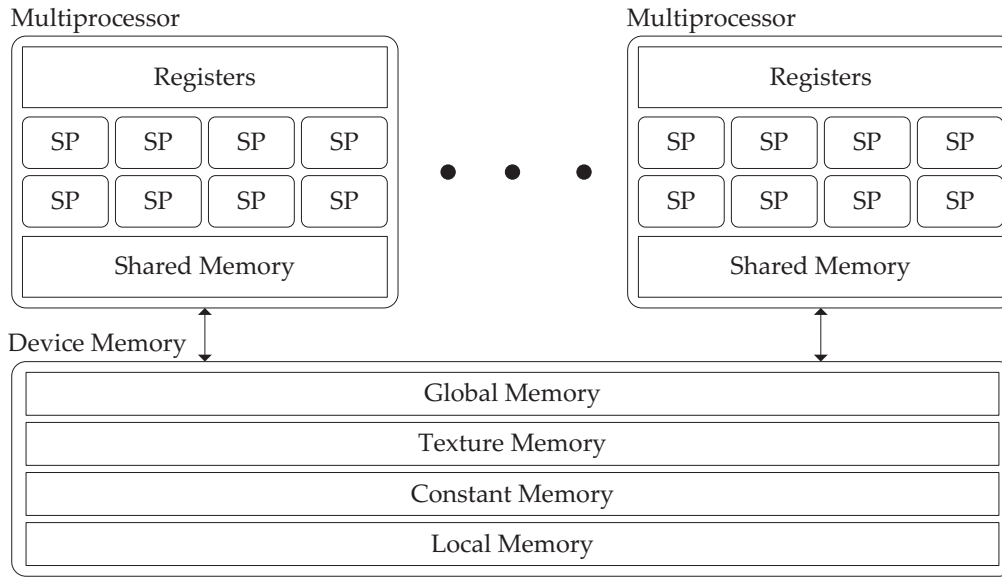 Multiprocessor
Registers
SP SP SP SP
SP SP SP SP
Shared Memory
Multiprocessor
Registers
SP SP SP SP
SP SP SP SP
Shared Memory
Device Memory
Global Memory
Texture Memory
Constant Memory
Local Memory